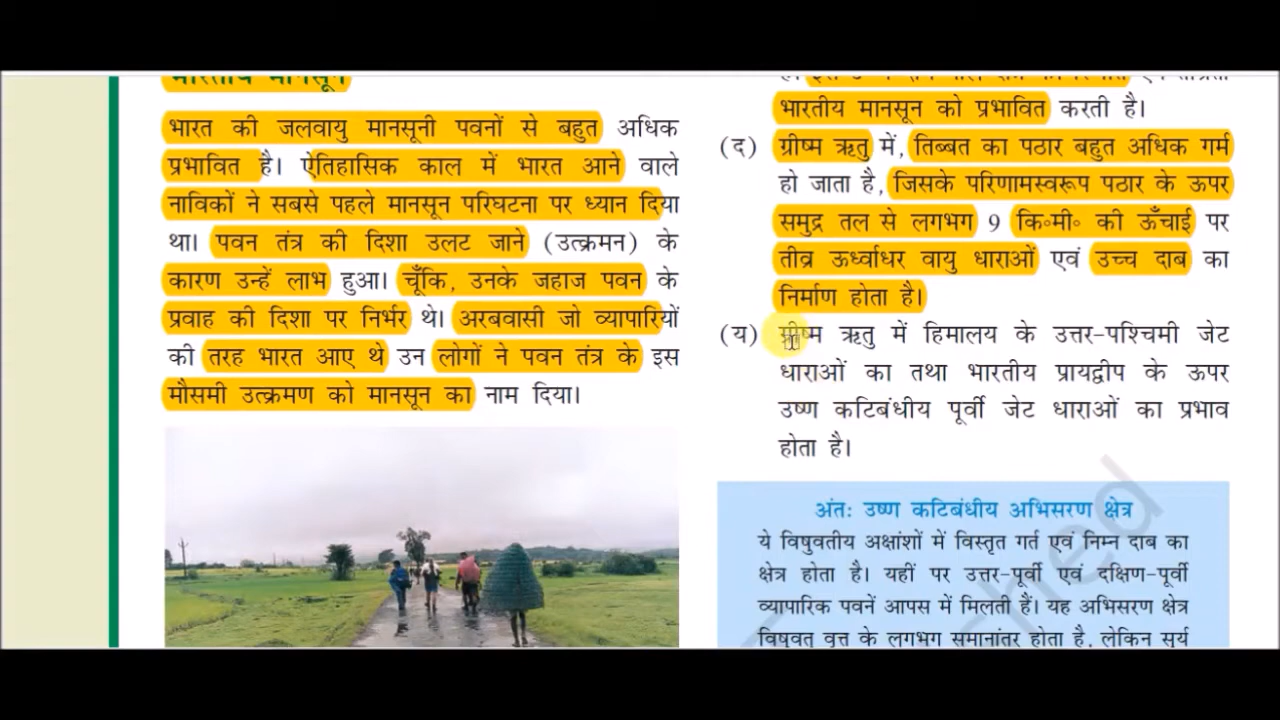 भारतीय मानसून
भारत की जलवायु मानसूनी पवनों से बहुत अधिक
प्रभावित है। ऐतिहासिक काल में भारत आने वाले
नाविकों ने सबसे पहले मानसून परिघटना पर ध्यान दिया
था। पवन तंत्र की दिशा उलट जाने (उत्क्रमन) के
कारण उन्हें लाभ हुआ। चूँकि, उनके जहाज पवन के
प्रवाह की दिशा पर निर्भर थे। अरबवासी जो व्यापारियों
की तरह भारत आए थे उन लोगों ने पवन तंत्र के इस
मौसमी उत्क्रमण को मानसून का नाम दिया।
भारतीय मानसून को प्रभावित करती है।
(द) ग्रीष्म ऋतु में, तिब्बत का पठार बहुत अधिक गर्म
हो जाता है, जिसके परिणामस्वरूप पठार के ऊपर
समुद्र तल से लगभग 9 कि॰मी॰ की ऊँचाई पर
तीव्र ऊर्ध्वाधर वायु धाराओं एवं उच्च दाब का
निर्माण होता है।
(य) ग्रीष्म ऋतु में हिमालय के उत्तर-पश्चिमी जेट
धाराओं का तथा भारतीय प्रायद्वीप के ऊपर
उष्ण कटिबंधीय पूर्वी जेट धाराओं का प्रभाव
होता है।
अंतः उष्ण कटिबंधीय अभिसरण क्षेत्र
ये विषुवतीय अक्षांशों में विस्तृत गर्त एवं निम्न दाब का
क्षेत्र होता है। यहीं पर उत्तर-पूर्वी एवं दक्षिण-पूर्वी
व्यापारिक पवनें आपस में मिलती हैं। यह अभिसरण क्षेत्र
विषुवत् वृत्त के लगभग समानांतर होता है, लेकिन सूर्य